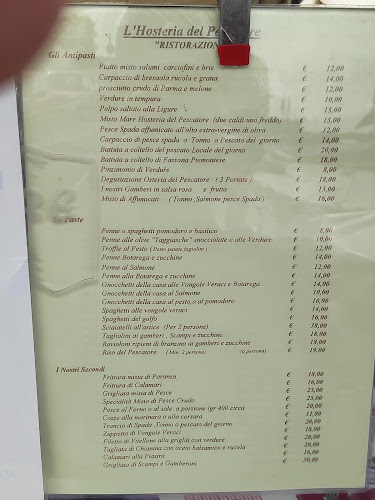 L'Hosteria del Pescatore
"RISTORAZION
Gli Antipasti
Piatto misto salumi carciofini e brie € 12,00
Carpaccio di bresaola rucola e grana € 14,00
prosciutto crudo di Parma e melone € 12,00
Verdure in tempura € 10,00
Polpo saltato alla Ligure € 15,00
Misto Mare Hosteria del Pescatore (due caldi uno freddo) € 15,00
Pesce Spada affumicato all'olio extra-vergine di oliva € 12,00
Carpaccio di pesce spada o Tonno o Pescato del giorno € 14,00
Battuta a coltello del pescato Locale del giorno € 20,00
Battuta a coltello di Fassona Piemontese € 18,00
Pinzimonio di Verdure € 8,00
Degustazione Osteria del Pescatore ( 3 Portate ) € 18,00
I nostri Gamberi in salsa rosa e frutta € 15,00
Misto di Affumicati ( Tonno ,Salmone pesce Spada ) € 16,00
Paste
Penne o spaghetti pomodoro e basilico €
Penne alle olive "Taggiasche" snocciolate o alle Verdure € 10,00
Troffie al Pesto (Pasta patate fagiolini) € 12,00
Penne Botarega e zucchine € 14,00
Penne al Salmone € 12,00
Penne alla Botarega e zucchine € 14,00
Gnocchetti della casa alle Vongole Veraci e Botarega € 14,00
Gnocchetti della casa al Salmone € 10,00
Gnocchetti della casa al pesto,o al pomodoro € 10,00
Spaghetti alle vongole veraci € 14,00
Spaghetti del golfo € 16,00
Scialatelli all'astice (Per 2 persone) € 38,00
Tagliolini ai gamberi , Scampi e zucchine € 18,00
Ravioloni ripieni di branzino ai gamberi e zucchine € 18,00
Riso del Pescatore ( Min. 2 persone) (a persona) € 19,00
I Nostri Secondi
Frittura mista di Paranza € 18,00
Frittura di Calamari € 16,00
Grigliata mista di Pesce € 25,00
Specialità Misto di Pesce Crudo € 25,00
Pesce al Forno o al sale a porzione (gr 400 circa € 20,00
Cozze alla marinara o alla zorzara € 12,00
Trancio di Spada ,Tonno o pescato del giorno € 20,00
Zuppetta di Vongole Veraci € 18,00
Filetto di Vitellone alla griglia con verdure € 20,00
Tagliata di Chianina con aceto balsamico e rucola € 20,00
Calamari alla Piastra € 16,00
Grigliata di Scampi e Gamberoni € 30,00